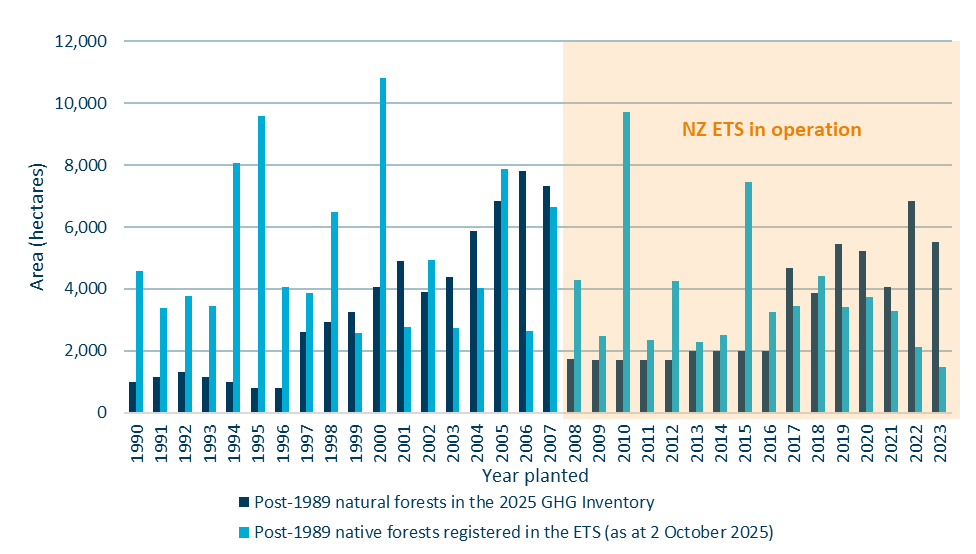 12,000
10,000
8,000
6,000
4,000
2,000
0
Area (hectares)
NZ ETS in operation
1990 1991 1992 1993 1994 1995 1996 1997 1998 1999 2000 2001 2002 2003 2004 2005 2006 2007 2008 2009 2010 2011 2012 2013 2014 2015 2016 2017 2018 2019 2020 2021 2022 2023
Year planted
Post-1989 natural forests in the 2025 GHG Inventory
Post-1989 native forests registered in the ETS (as at 2 October 2025)